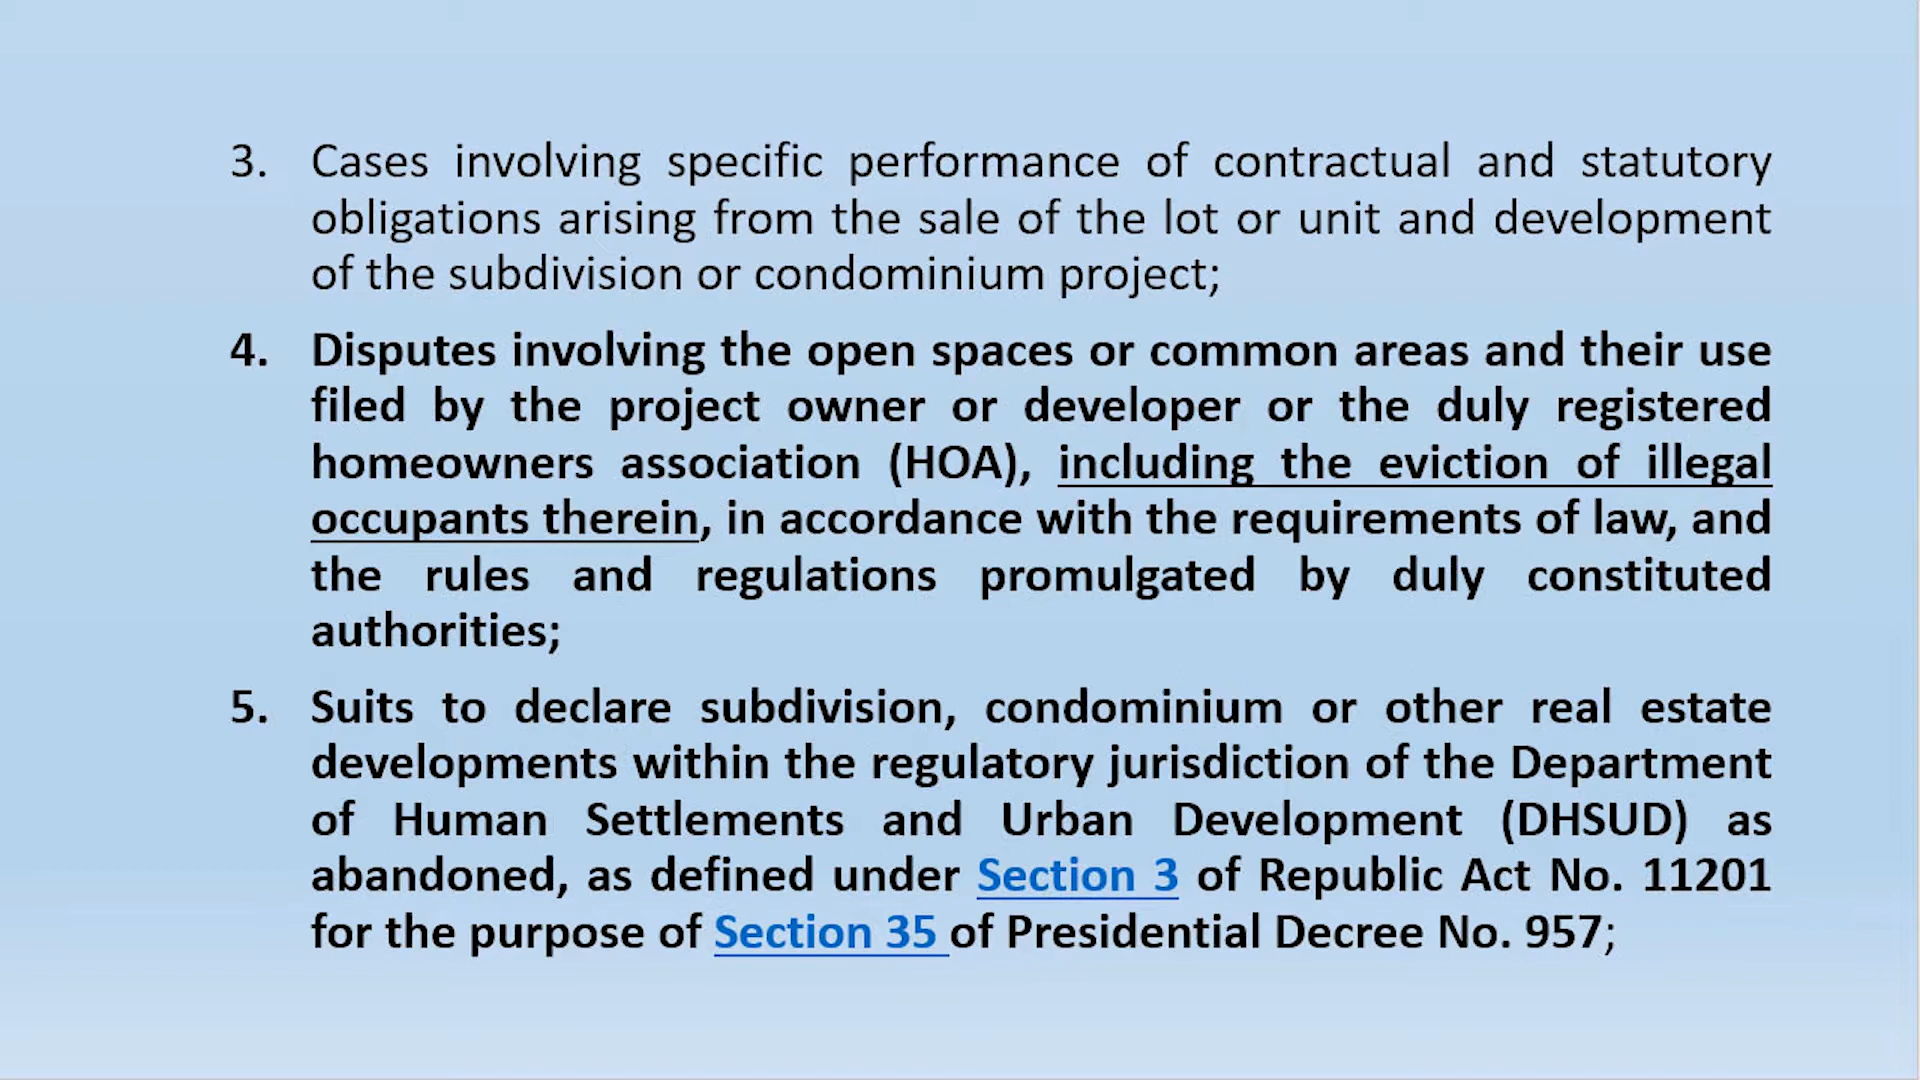 3. Cases involving specific performance of contractual and statutory
obligations arising from the sale of the lot or unit and development
of the subdivision or condominium project;
4. Disputes involving the open spaces or common areas and their use
filed by the project owner or developer or the duly registered
homeowners association (HOA), including the eviction of illegal
occupants therein, in accordance with the requirements of law, and
the rules and regulations promulgated by duly constituted
authorities;
5. Suits to declare subdivision, condominium or other real estate
developments within the regulatory jurisdiction of the Department
of Human Settlements and Urban Development (DHSUD) as
abandoned, as defined under Section 3 of Republic Act No. 11201
for the purpose of Section 35 of Presidential Decree No. 957;